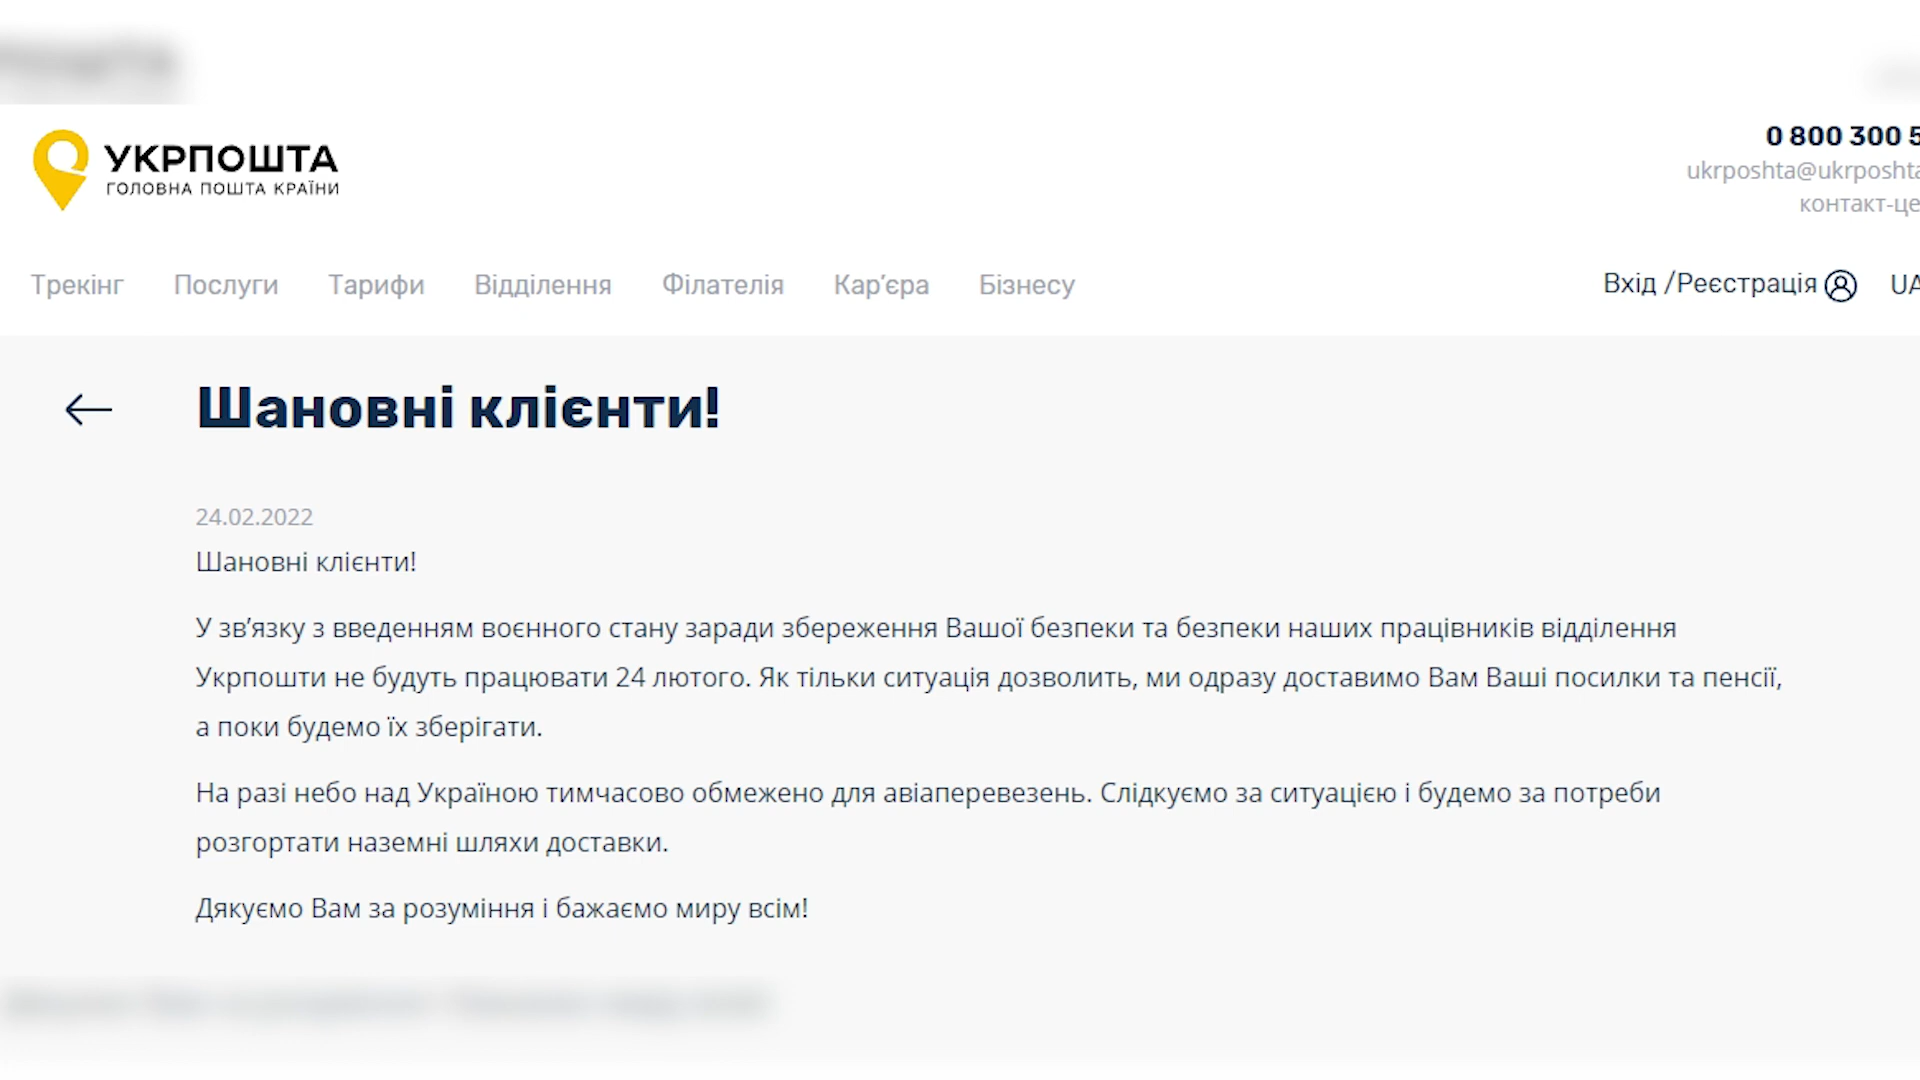 УКРПОШТА
ГОЛОВНА ПОШТА КРАЇНИ
0 800 300 5
ukrposhta@ukrposhta
контакт-це
Трекінг Послуги Тарифи Відділення Філателія Кар’єра Бізнесу
Вхід /Реєстрація UA
Шановні клієнти!
24.02.2022
Шановні клієнти!
У зв’язку з введенням воєнного стану заради збереження Вашої безпеки та безпеки наших працівників відділення
Укрпошти не будуть працювати 24 лютого. Як тільки ситуація дозволить, ми одразу доставимо Вам Ваші посилки та пенсії,
а поки будемо їх зберігати.
На разі небо над Україною тимчасово обмежено для авіаперевезень. Слідкуємо за ситуацією і будемо за потреби
розгортати наземні шляхи доставки.
Дякуємо Вам за розуміння і бажаємо миру всім!